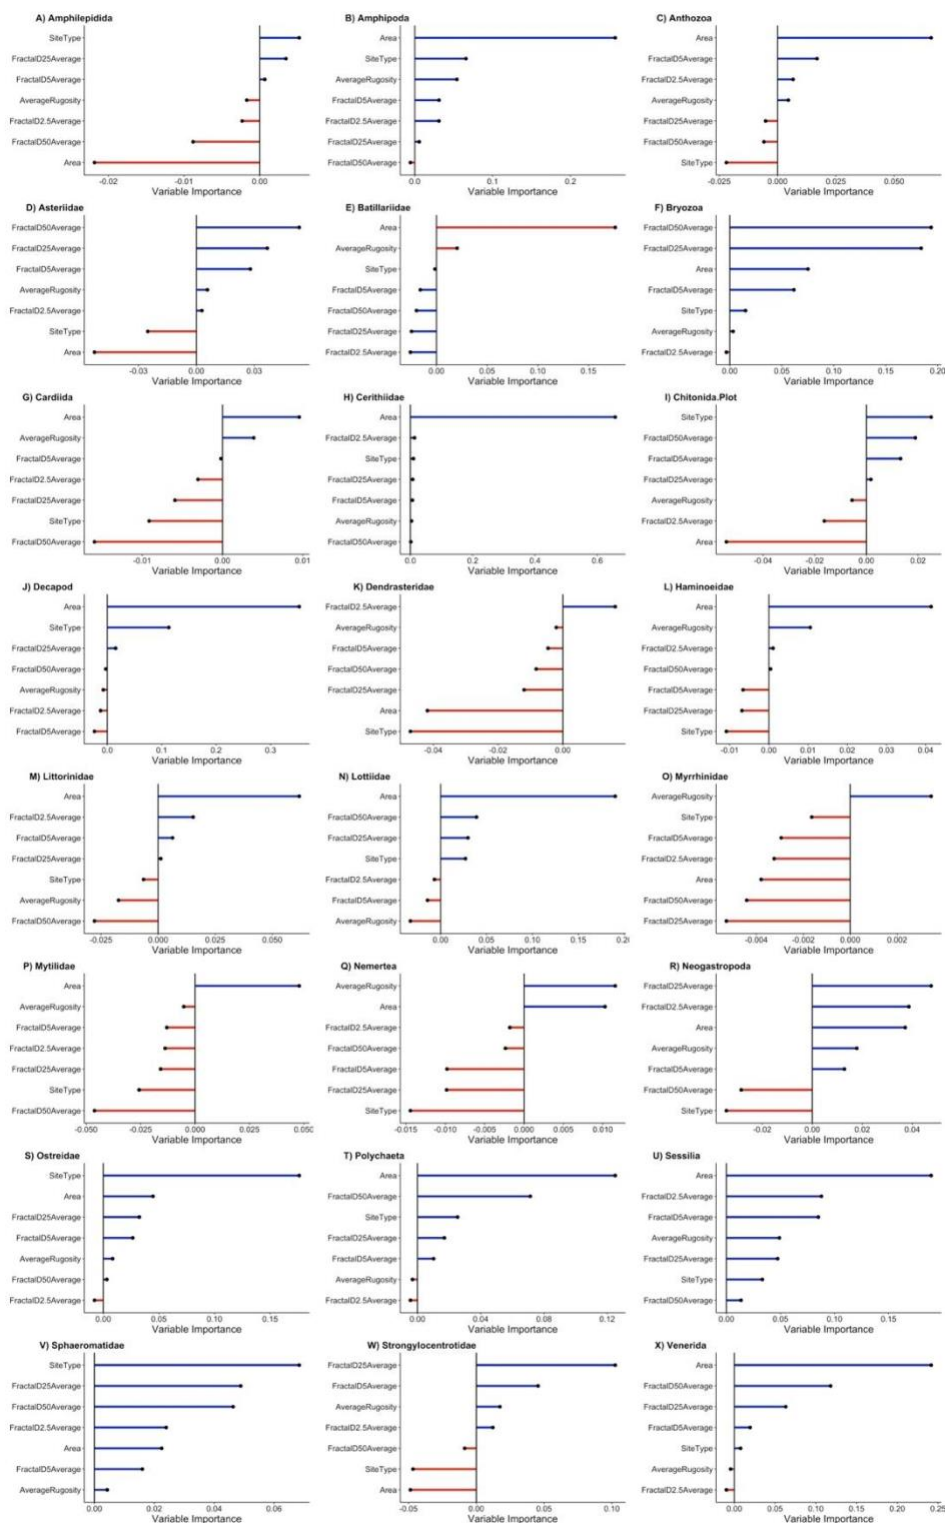 A) Amphilepidida
SiteType
FractalD25Average
FractalD5Average
AverageRugosity
FractalD2.5Average
FractalD50Average
Area
-0.02 -0.01 0.00
Variable Importance
B) Amphipoda
Area
SiteType
AverageRugosity
FractalD5Average
FractalD2.5Average
FractalD25Average
FractalD50Average
0.0 0.1 0.2
Variable Importance
C) Anthozoa
Area
FractalD5Average
FractalD2.5Average
AverageRugosity
FractalD25Average
FractalD50Average
SiteType
-0.025 0.000 0.025 0.050
Variable Importance
D) Asteriidae
FractalD50Average
FractalD25Average
FractalD5Average
AverageRugosity
FractalD2.5Average
SiteType
Area
-0.03 0.00 0.03
Variable Importance
E) Batillariidae
Area
AverageRugosity
SiteType
FractalD5Average
FractalD50Average
FractalD25Average
FractalD2.5Average
0.00 0.05 0.10 0.15
Variable Importance
F) Bryozoa
FractalD50Average
FractalD25Average
Area
FractalD5Average
SiteType
AverageRugosity
FractalD2.5Average
0.00 0.05 0.10 0.15 0.20
Variable Importance
G) Cardiida
Area
AverageRugosity
FractalD5Average
FractalD2.5Average
FractalD25Average
SiteType
FractalD50Average
-0.01 0.00 0.01
Variable Importance
H) Cerithiidae
Area
FractalD2.5Average
SiteType
FractalD25Average
FractalD5Average
AverageRugosity
FractalD50Average
0.0 0.2 0.4 0.6
Variable Importance
I) Chitonida.Plot
SiteType
FractalD50Average
FractalD5Average
FractalD25Average
AverageRugosity
FractalD2.5Average
Area
-0.04 -0.02 0.00 0.02
Variable Importance
J) Decapod
Area
SiteType
FractalD25Average
FractalD50Average
AverageRugosity
FractalD2.5Average
FractalD5Average
0.0 0.1 0.2 0.3
Variable Importance
K) Dendrasteridae
FractalD2.5Average
AverageRugosity
FractalD5Average
FractalD50Average
FractalD25Average
Area
SiteType
-0.04 -0.02 0.00
Variable Importance
L) Haminoeidae
Area
AverageRugosity
FractalD2.5Average
FractalD50Average
FractalD5Average
FractalD25Average
SiteType
-0.01 0.00 0.01 0.02 0.03 0.04
Variable Importance
M) Littorinidae
Area
FractalD2.5Average
FractalD5Average
FractalD25Average
SiteType
AverageRugosity
FractalD50Average
-0.025 0.000 0.025 0.050
Variable Importance
N) Lottiidae
Area
FractalD50Average
FractalD25Average
SiteType
FractalD2.5Average
FractalD5Average
AverageRugosity
0.00 0.05 0.10 0.15 0.20
Variable Importance
O) Myrrhinidae
AverageRugosity
SiteType
FractalD5Average
FractalD2.5Average
Area
FractalD50Average
FractalD25Average
-0.004 -0.002 0.000 0.002
Variable Importance
P) Mytilidae
Area
AverageRugosity
FractalD5Average
FractalD2.5Average
FractalD25Average
SiteType
FractalD50Average
-0.050 -0.025 0.000 0.025 0.050
Variable Importance
Q) Nemertea
AverageRugosity
Area
FractalD2.5Average
FractalD50Average
FractalD5Average
FractalD25Average
SiteType
-0.015 -0.010 -0.005 0.000 0.005 0.010
Variable Importance
R) Neogastropoda
FractalD25Average
FractalD2.5Average
Area
AverageRugosity
FractalD5Average
FractalD50Average
SiteType
-0.02 0.00 0.02 0.04
Variable Importance
S) Ostreidae
SiteType
Area
FractalD25Average
FractalD5Average
AverageRugosity
FractalD50Average
FractalD2.5Average
0.00 0.05 0.10 0.15
Variable Importance
T) Polychaeta
Area
FractalD50Average
SiteType
FractalD25Average
FractalD5Average
AverageRugosity
FractalD2.5Average
0.00 0.04 0.08 0.12
Variable Importance
U) Sessilia
Area
FractalD2.5Average
FractalD5Average
AverageRugosity
FractalD25Average
SiteType
FractalD50Average
0.00 0.05 0.10 0.15
Variable Importance
V) Sphaeromatidae
SiteType
FractalD25Average
FractalD50Average
FractalD2.5Average
Area
FractalD5Average
AverageRugosity
0.00 0.02 0.04 0.06
Variable Importance
W) Strongylocentrotidae
FractalD25Average
FractalD5Average
AverageRugosity
FractalD2.5Average
FractalD50Average
SiteType
Area
-0.05 0.00 0.05 0.10
Variable Importance
X) Venerida
Area
FractalD50Average
FractalD25Average
FractalD5Average
SiteType
AverageRugosity
FractalD2.5Average
0.00 0.05 0.10 0.15 0.20 0.25
Variable Importance